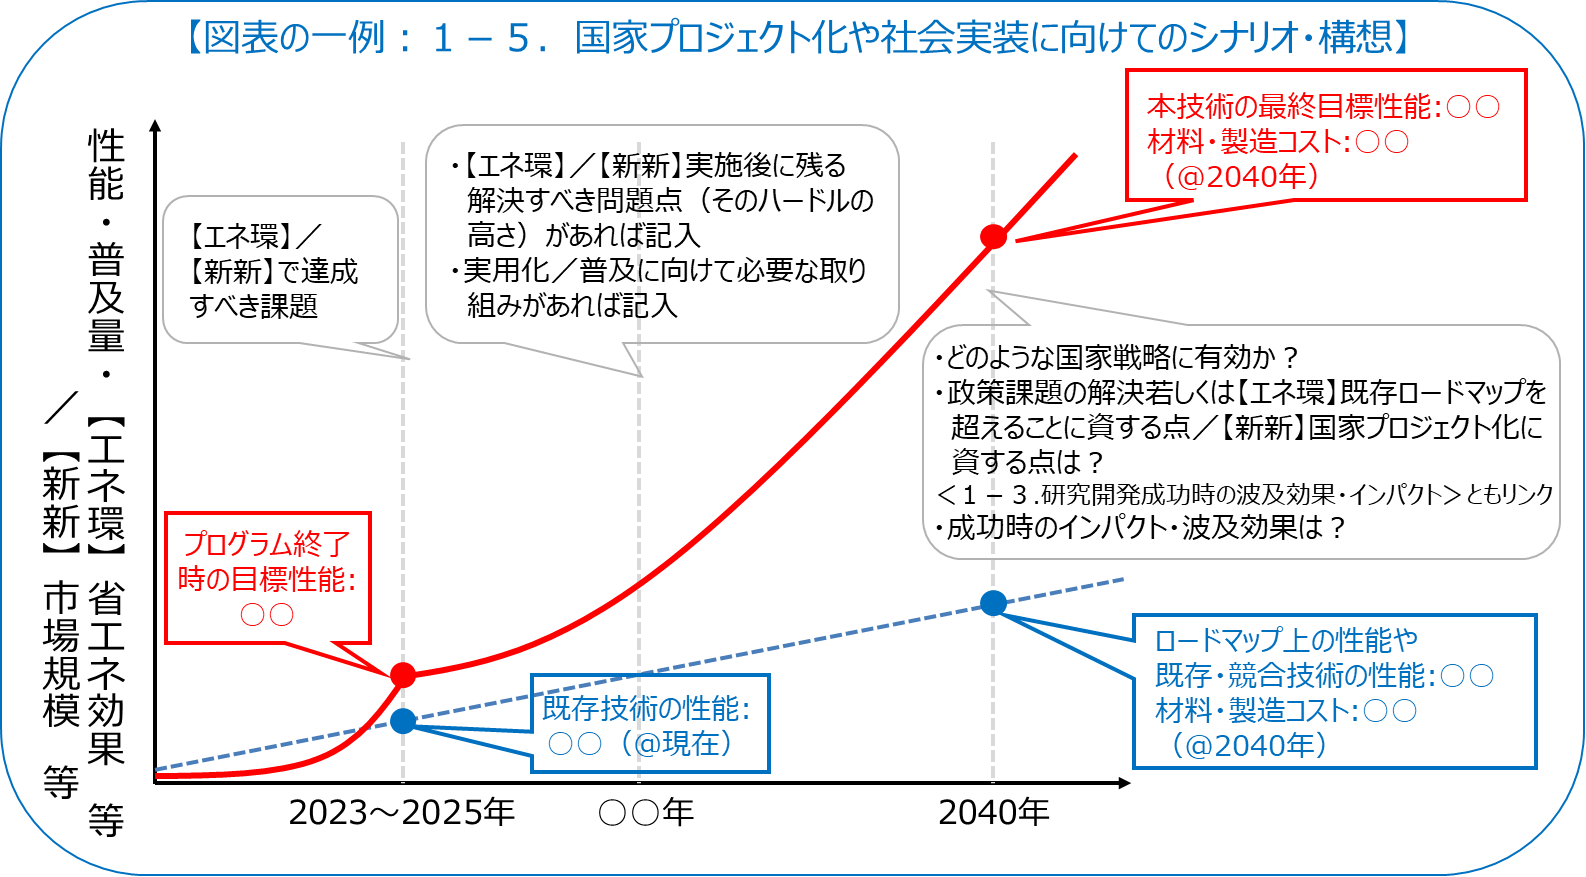 【図表の一例：１－５．国家プロジェクト化や社会実装に向けてのシナリオ・構想】
性能・普及量・【エネ環】省エネ効果　等
／【新新】市場規模　等
【エネ環】／
【新新】で達成
すべき課題
・【エネ環】／【新新】実施後に残る
解決すべき問題点（そのハードルの
高さ）があれば記入
・実用化／普及に向けて必要な取り
組みがあれば記入
本技術の最終目標性能:○○
材料・製造コスト:○○
（@2040年）
・どのような国家戦略に有効か？
・政策課題の解決若しくは【エネ環】既存ロードマップを
超えることに資する点／【新新】国家プロジェクト化に
資する点は？
＜１－３.研究開発成功時の波及効果・インパクト＞ともリンク
・成功時のインパクト・波及効果は？
プログラム終了
時の目標性能:
○○
既存技術の性能:
○○（@現在）
ロードマップ上の性能や
既存・競合技術の性能:○○
材料・製造コスト:○○
（@2040年）
2023～2025年
○○年
2040年